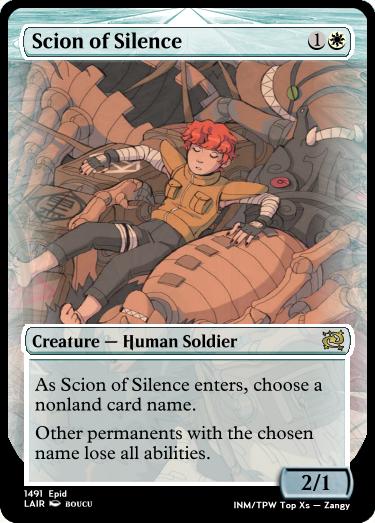 Scion of Silence 1
Creature — Human Soldier
As Scion of Silence enters, choose a
nonland card name.
Other permanents with the chosen
name lose all abilities.
2/1
1491 Epid
LAIR BOUCU
INM/TPW Top Xs — Zangy